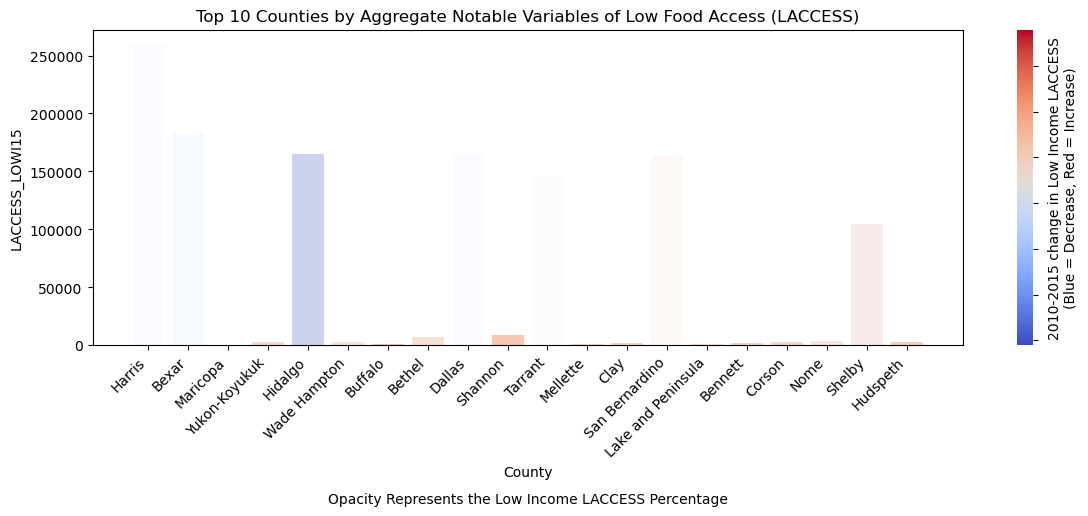 Top 10 Counties by Aggregate Notable Variables of Low Food Access (LACCESS)
LACCESS_LOWI15
250000
200000
150000
100000
50000
0
Harris
Bexar
Maricopa
Yukon-Koyukuk
Hidalgo
Wade Hampton
Buffalo
Bethel
Dallas
Shannon
Tarrant
Mellette
Clay
San Bernardino
Lake and Peninsula
Bennett
Corson
Nome
Shelby
Hudspeth
County
Opacity Represents the Low Income LACCESS Percentage
2010-2015 change in Low Income LACCESS
(Blue = Decrease, Red = Increase)